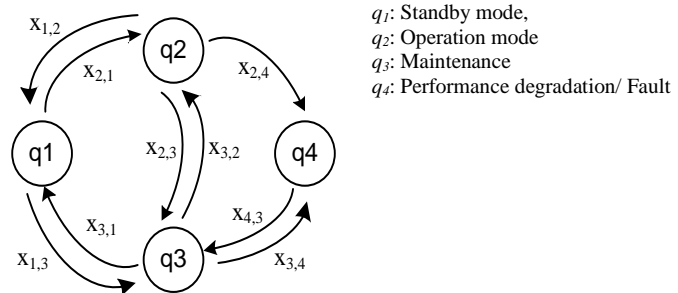 q1: Standby mode,
q2: Operation mode
q3: Maintenance
q4: Performance degradation/ Fault
x1,2
q2
x2,1
x2,4
q1
x2,3
x3,2
q4
x3,1
x4,3
x1,3
q3
x3,4